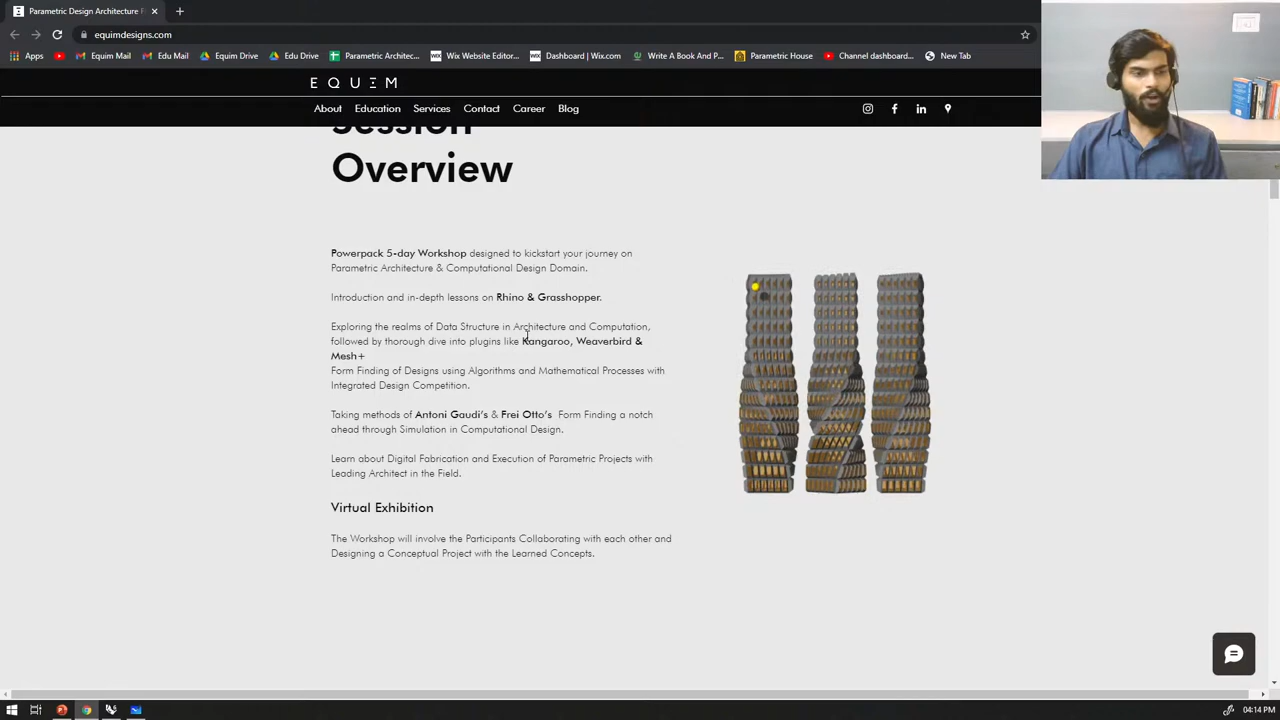 Parametric Design Architecture F
equimdesigns.com
Apps
Equim Mail
Edu Mail
Equim Drive
Edu Drive
Parametric Architec...
Wix Website Editor...
Dashboard | Wix.com
Write A Book And P...
Parametric House
Channel dashboard...
New Tab
About
Education
Services
Contact
Career
Blog
Session
Overview
Powerpack 5-day Workshop designed to kickstart your journey on
Parametric Architecture & Computational Design Domain.
Introduction and in-depth lessons on Rhino & Grasshopper.
Exploring the realms of Data Structure in Architecture and Computation,
followed by thorough dive into plugins like Kangaroo, Weaverbird &
Mesh+
Form Finding of Designs using Algorithms and Mathematical Processes with
Integrated Design Competition.
Taking methods of Antoni Gaudi's & Frei Otto's Form Finding a notch
ahead through Simulation in Computational Design.
Learn about Digital Fabrication and Execution of Parametric Projects with
Leading Architect in the Field.
Virtual Exhibition
The Workshop will involve the Participants Collaborating with each other and
Designing a Conceptual Project with the Learned Concepts.
04:14 PM